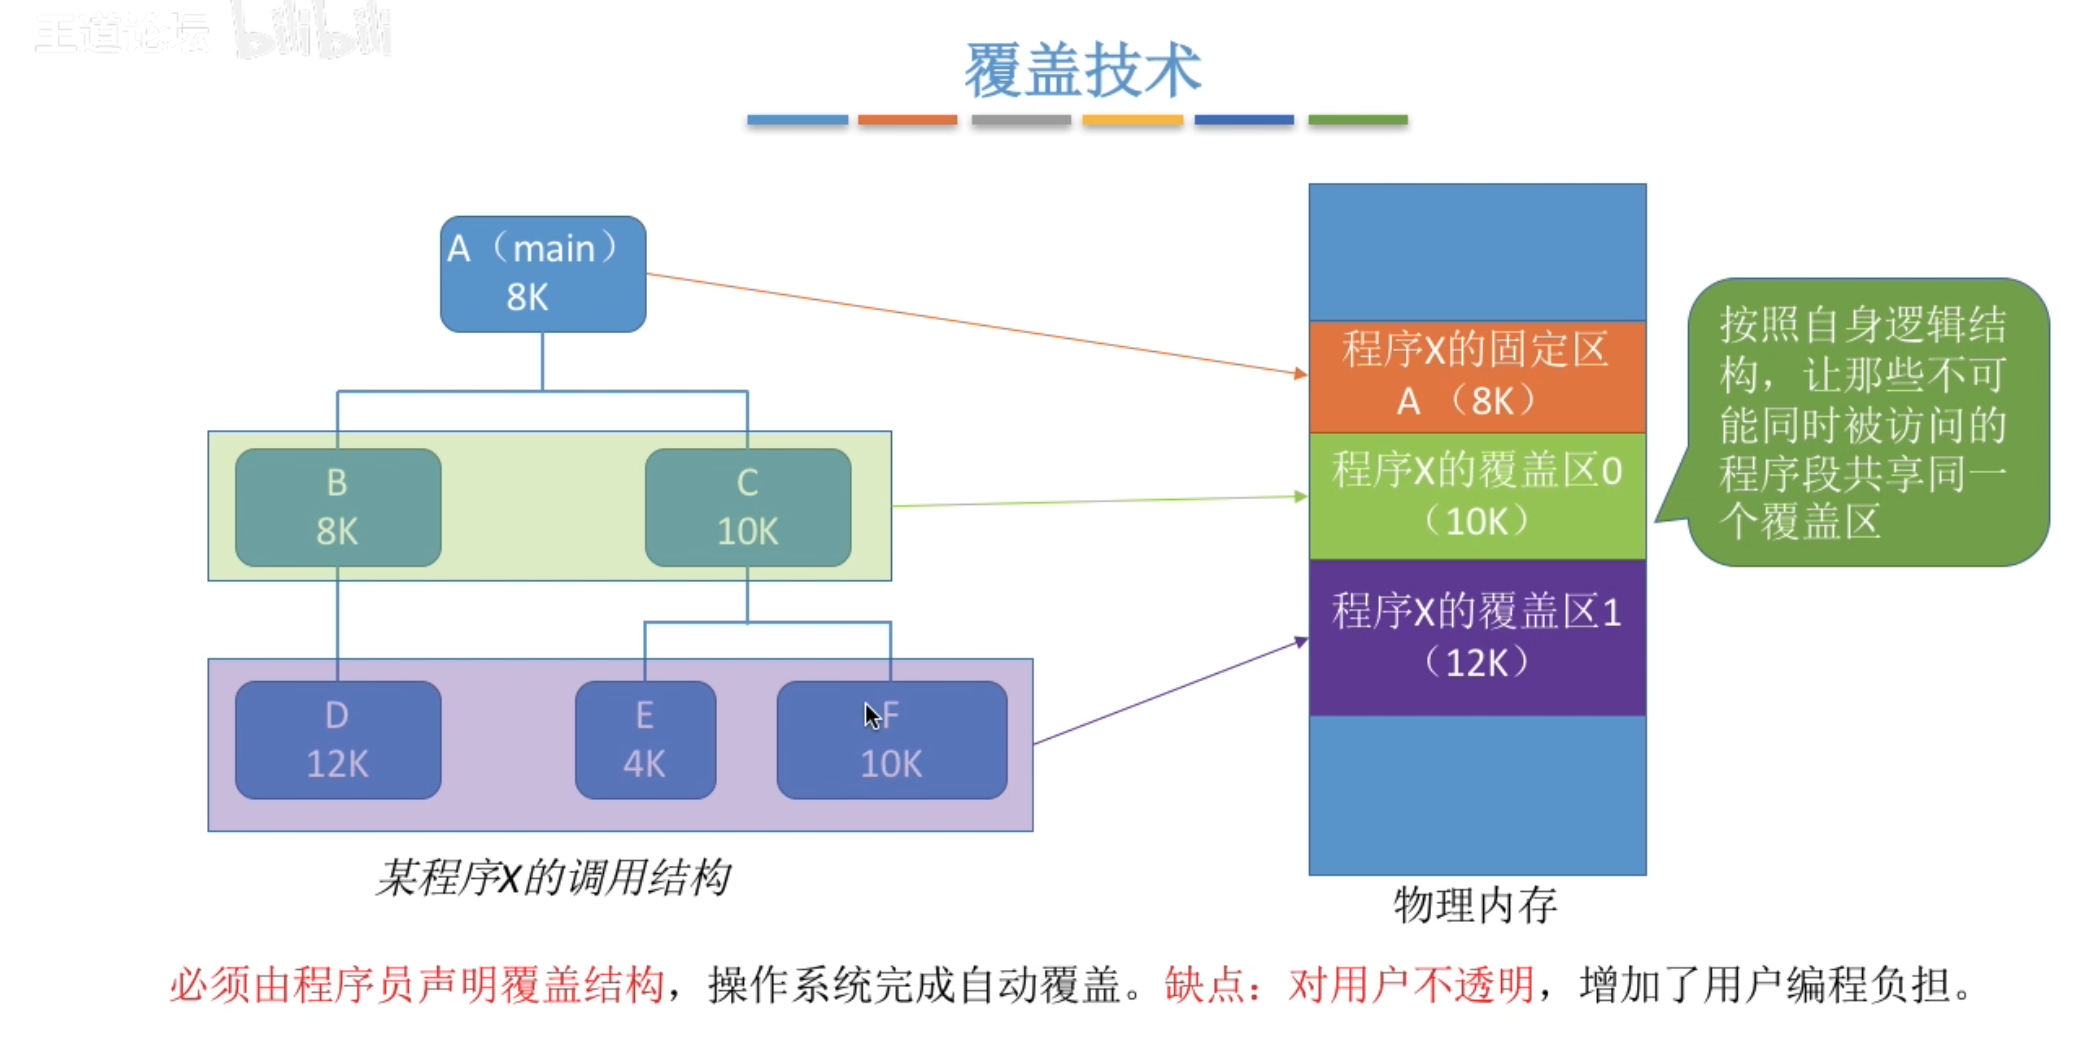 王道论坛 bilibili
覆盖技术
A（main）
8K
B
8K
C
10K
D
12K
E
4K
F
10K
某程序X的调用结构
程序X的固定区
A （8K）
程序X的覆盖区0
（10K）
程序X的覆盖区1
（12K）
物理内存
按照自身逻辑结
构，让那些不可
能同时被访问的
程序段共享同一
个覆盖区
必须由程序员声明覆盖结构，操作系统完成自动覆盖。缺点：对用户不透明，增加了用户编程负担。